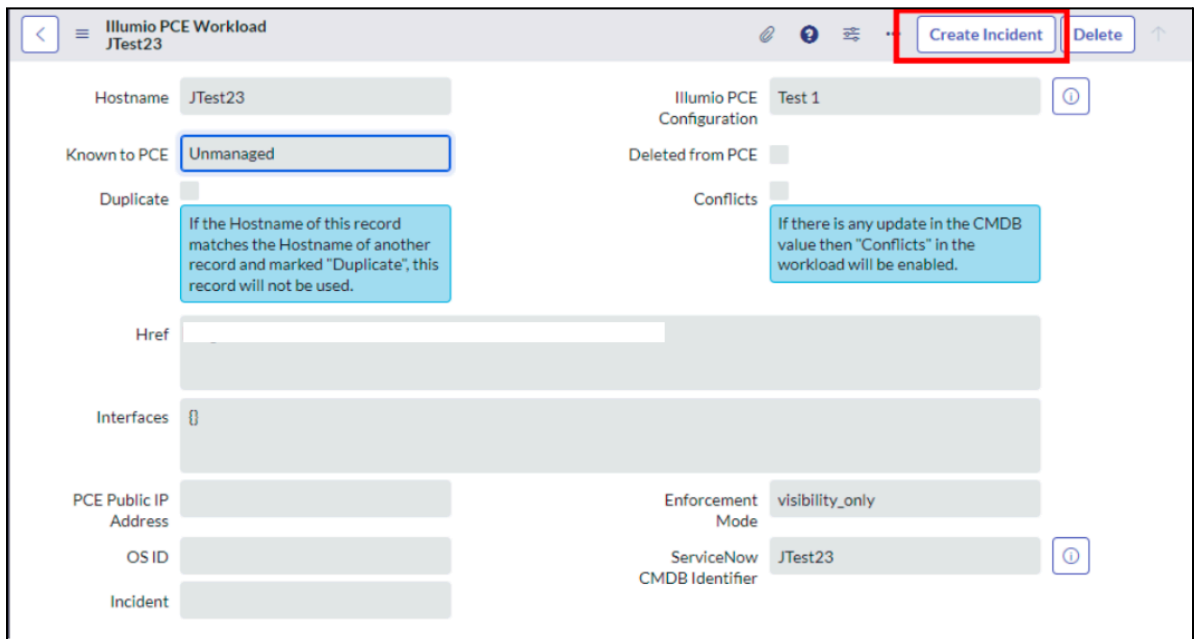 Illumio PCE Workload
JTest23
Create Incident
Delete
Hostname
JTest23
Illumio PCE
Configuration
Test 1
Known to PCE
Unmanaged
Deleted from PCE
Duplicate
If the Hostname of this record
matches the Hostname of another
record and marked "Duplicate", this
record will not be used.
Conflicts
If there is any update in the CMDB
value then "Conflicts" in the
workload will be enabled.
Href
Interfaces
{}
PCE Public IP
Address
Enforcement
Mode
visibility_only
OS ID
ServiceNow
CMDB Identifier
JTest23
Incident